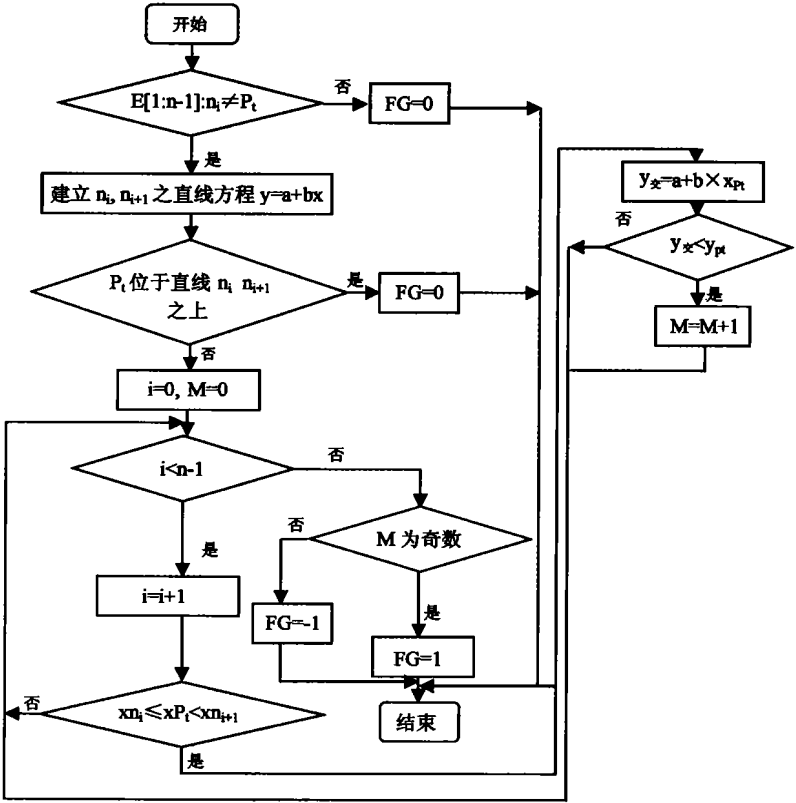 开始
E[1:n-1]:nᵢ≠Pₜ
否
FG=0
是
建立 nᵢ, nᵢ₊₁ 之直线方程 y=a+bx
Pₜ 位于直线 nᵢ nᵢ₊₁
之上
是
FG=0
否
i=0, M=0
i<n-1
否
M 为奇数
否
是
i=i+1
FG=-1
是
FG=1
xnᵢ≤xPₜ<xnᵢ₊₁
否
是
结束
y交=a+b×xPt
否
y交<ypt
是
M=M+1